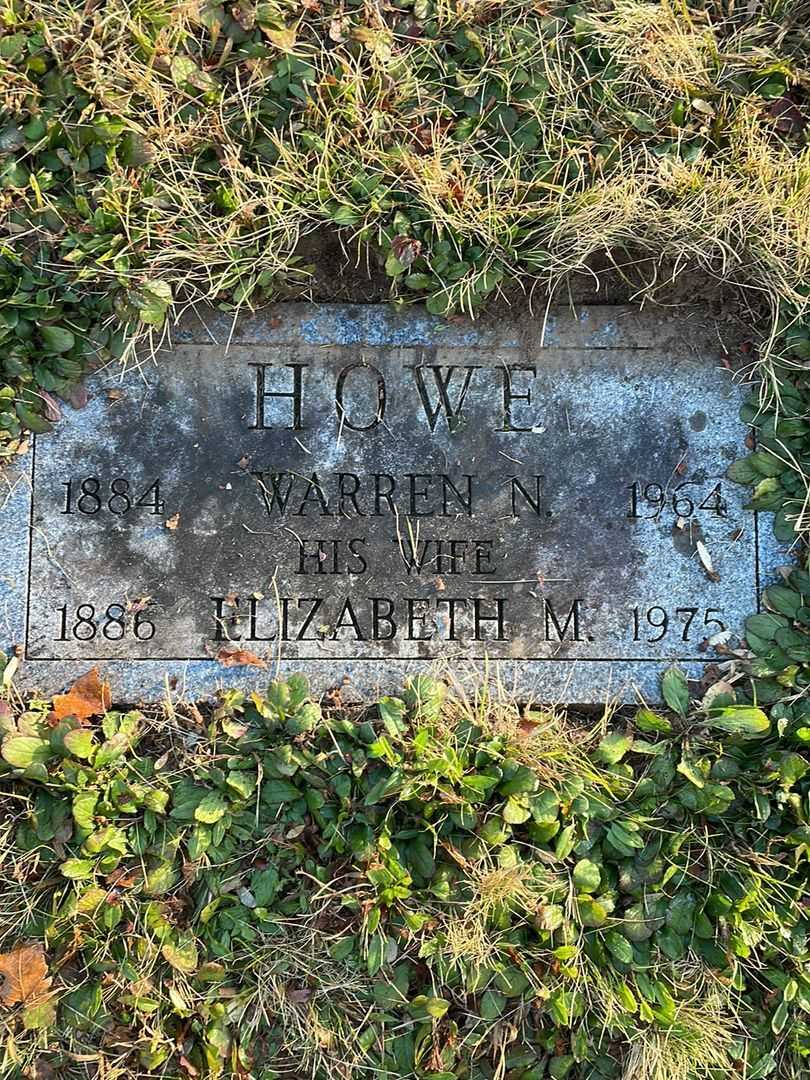 HOWE
1884 WARREN N. 1964
HIS WIFE
1886 ELIZABETH M. 1975